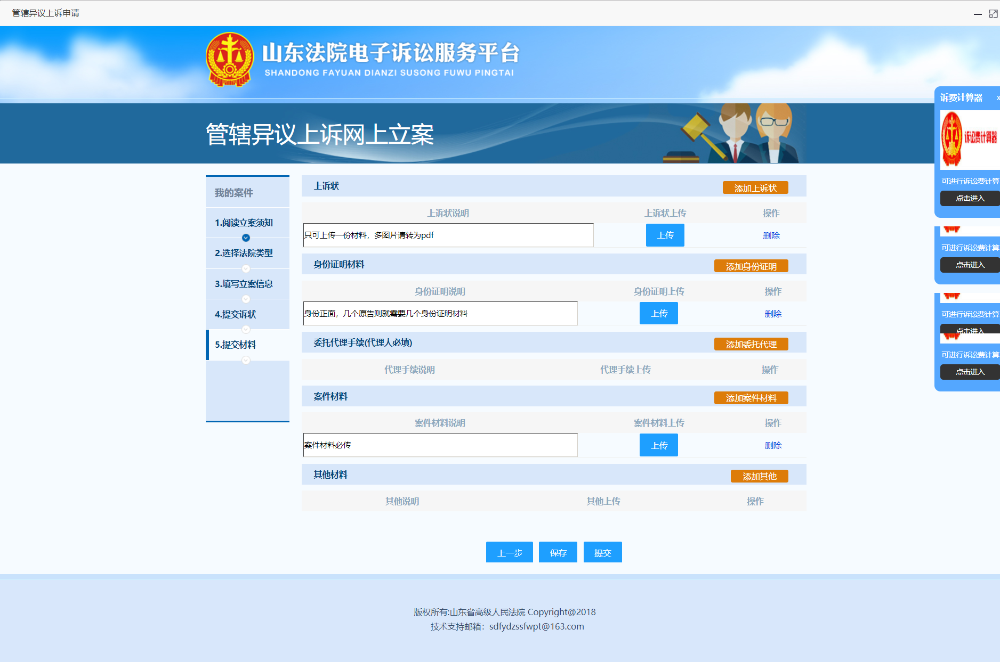 管辖异议上诉申请
山东法院电子诉讼服务平台
SHANDONG FAYUAN DIANZI SUSONG FUWU PINGTAI
管辖异议上诉网上立案
我的案件
1.阅读立案须知
2.选择法院类型
3.填写立案信息
4.提交诉状
5.提交材料
上诉状
添加上诉状
上诉状说明 上诉状上传 操作
只可上传一份材料，多图片请转为pdf 上传 删除
身份证明材料
添加身份证明
身份证明说明 身份证明上传 操作
身份正面，几个原告则就需要几个身份证明材料 上传 删除
委托代理手续(代理人必填)
添加委托代理
代理手续说明 代理手续上传 操作
案件材料
添加案件材料
案件材料说明 案件材料上传 操作
案件材料必传 上传 删除
其他材料
添加其他
其他说明 其他上传 操作
上一步 保存 提交
诉费计算器 x
诉讼费计算器
可进行诉讼费计算
点击进入
可进行诉讼费计算
点击进入
可进行诉讼费计算
点击进入
可进行诉讼费计算
点击进入
版权所有:山东省高级人民法院 Copyright@2018
技术支持邮箱：sdfydzssfwpt@163.com